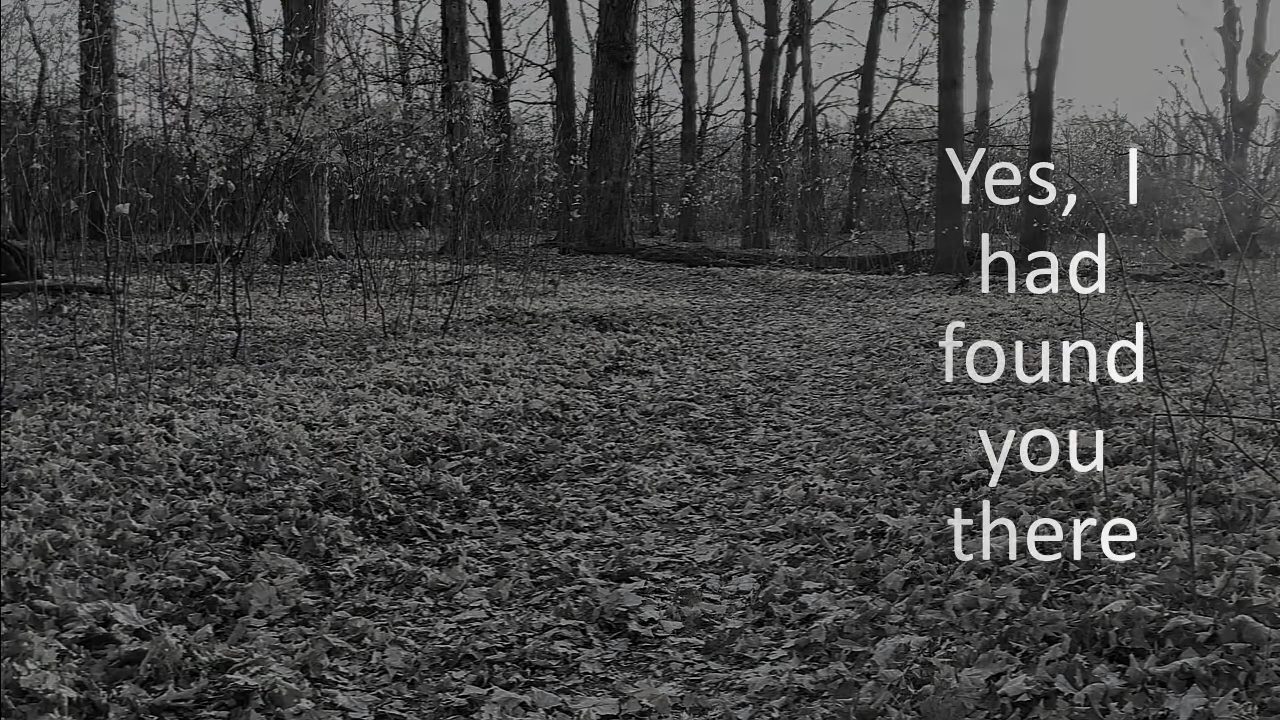 Yes, I
had
found
you
there